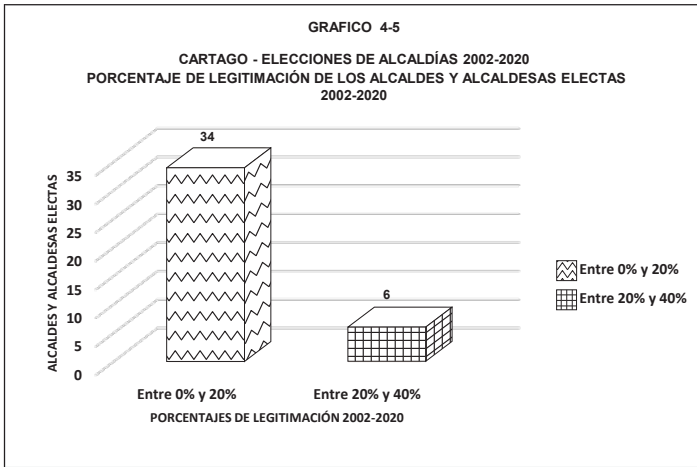 GRAFICO 4-5
CARTAGO - ELECCIONES DE ALCALDÍAS 2002-2020
PORCENTAJE DE LEGITIMACIÓN DE LOS ALCALDES Y ALCALDESAS ELECTAS
2002-2020
ALCALDES Y ALCALDESAS ELECTAS
35
30
25
20
15
10
5
0
34
6
Entre 0% y 20%
Entre 20% y 40%
PORCENTAJES DE LEGITIMACIÓN 2002-2020
Entre 0% y 20%
Entre 20% y 40%